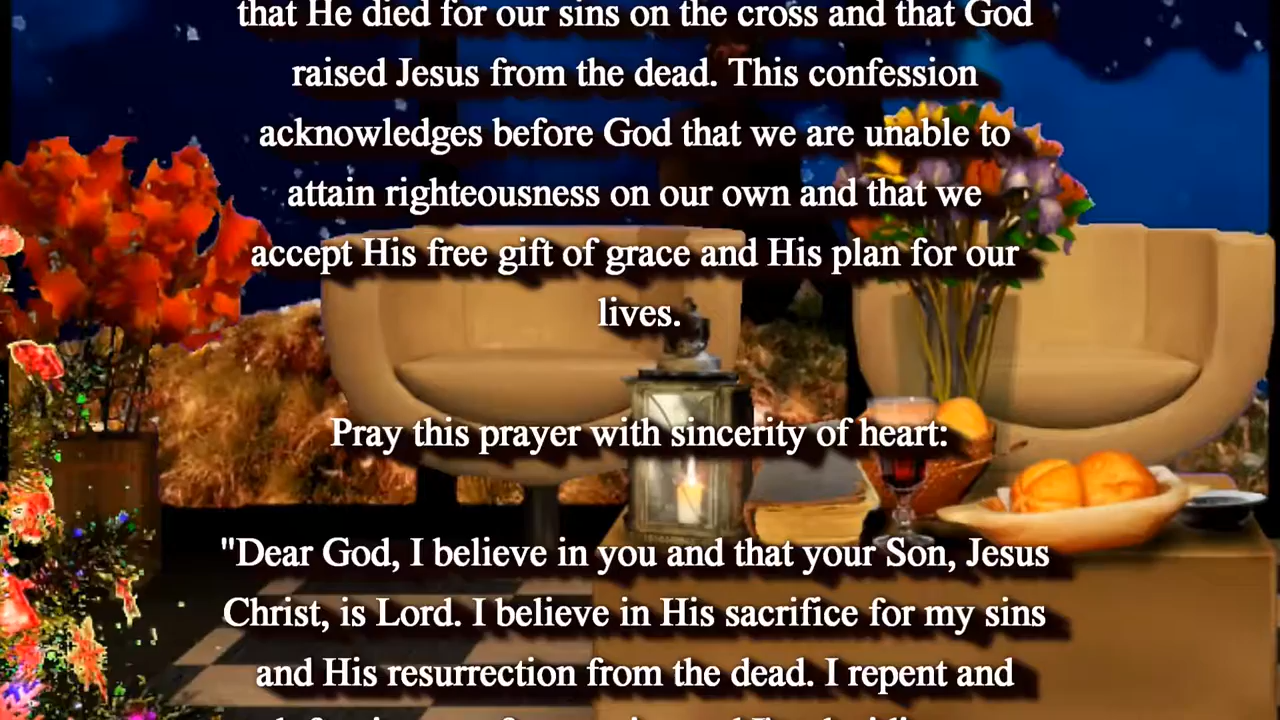 that He died for our sins on the cross and that God
raised Jesus from the dead. This confession
acknowledges before God that we are unable to
attain righteousness on our own and that we
accept His free gift of grace and His plan for our
lives.
Pray this prayer with sincerity of heart:
"Dear God, I believe in you and that your Son, Jesus
Christ, is Lord. I believe in His sacrifice for my sins
and His resurrection from the dead. I repent and